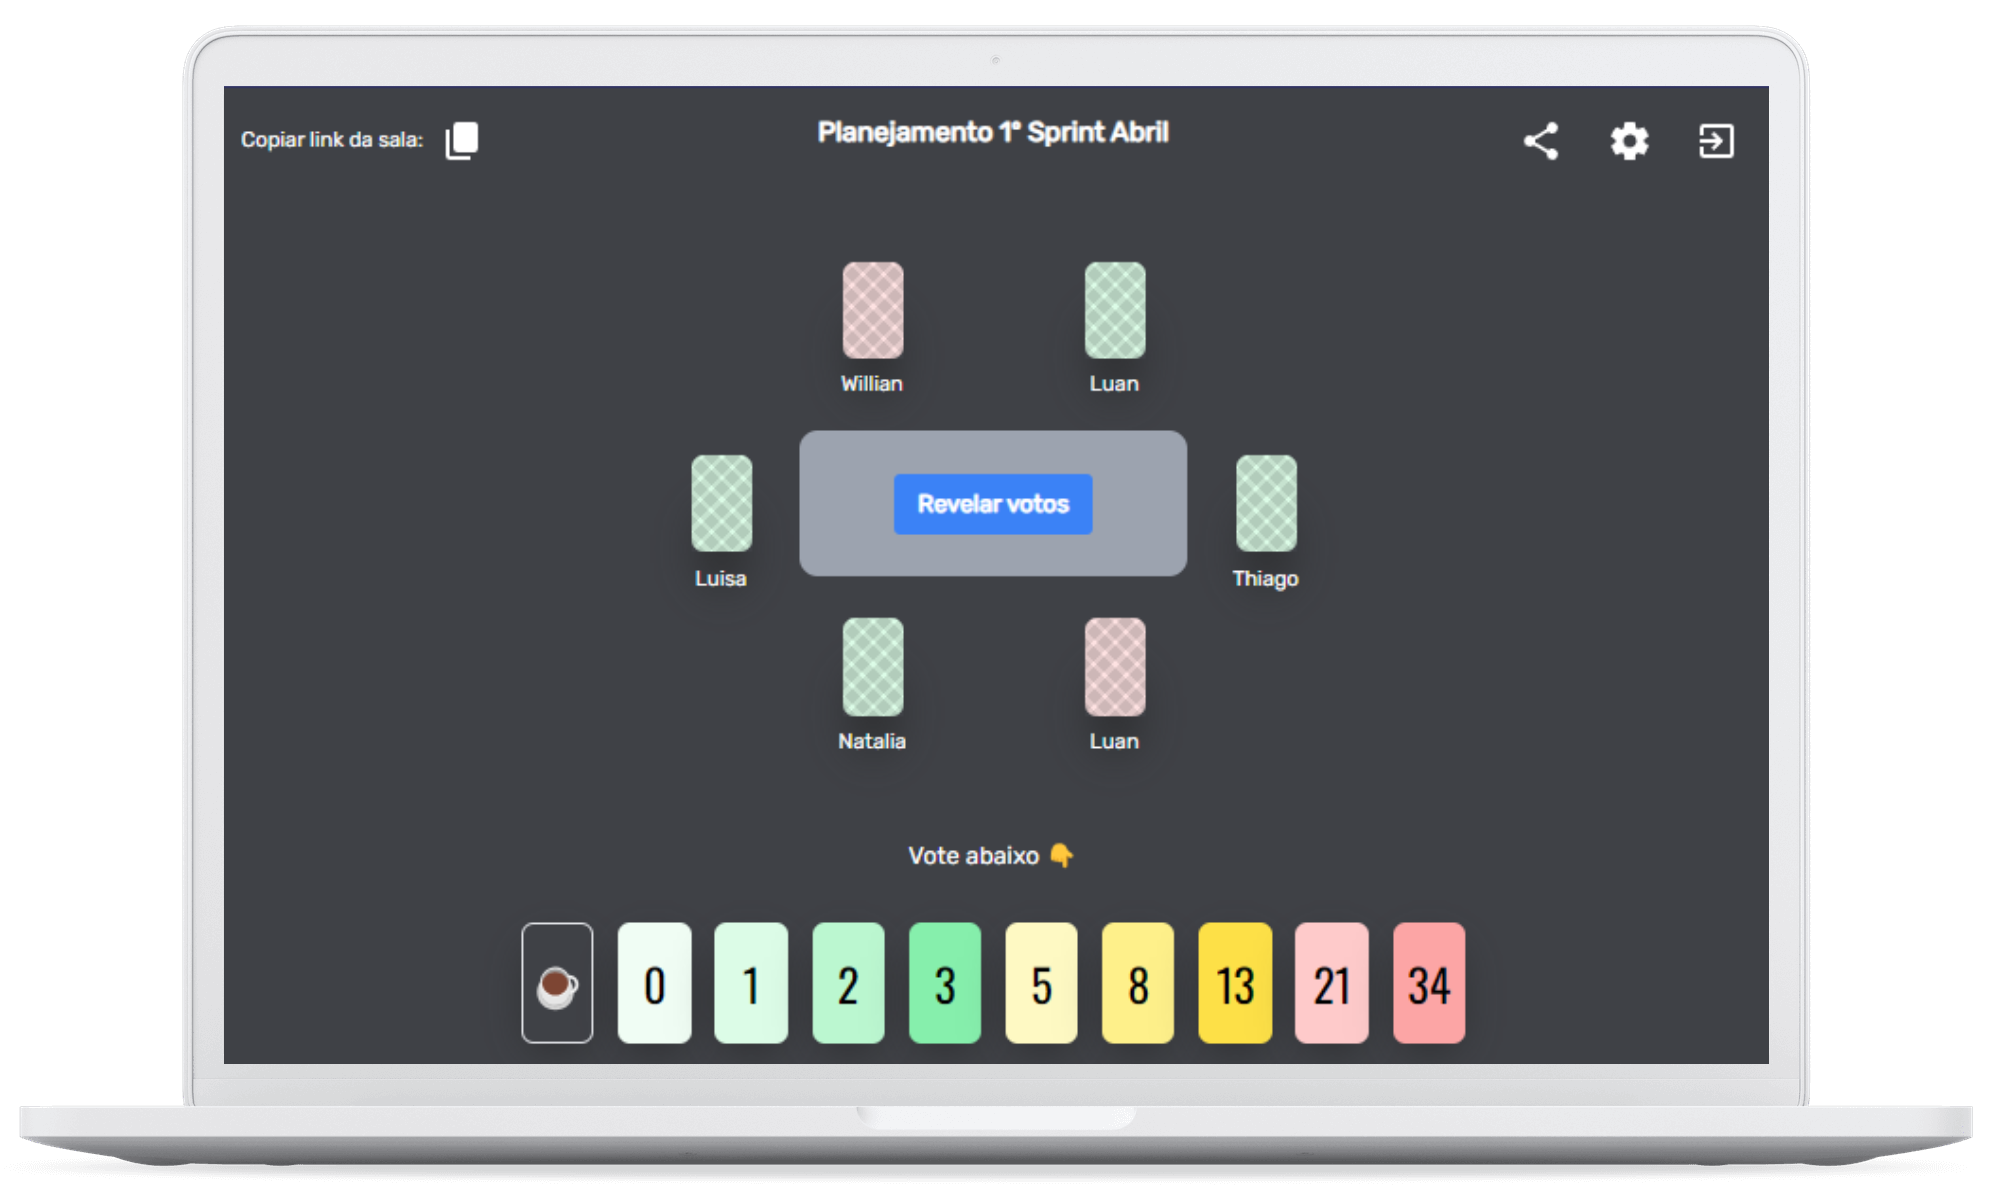 Copiar link da sala:
Planejamento 1° Sprint Abril
Willian
Luan
Revelar votos
Luisa
Thiago
Natalia
Luan
Vote abaixo 👇
0 1 2 3 5 8 13 21 34